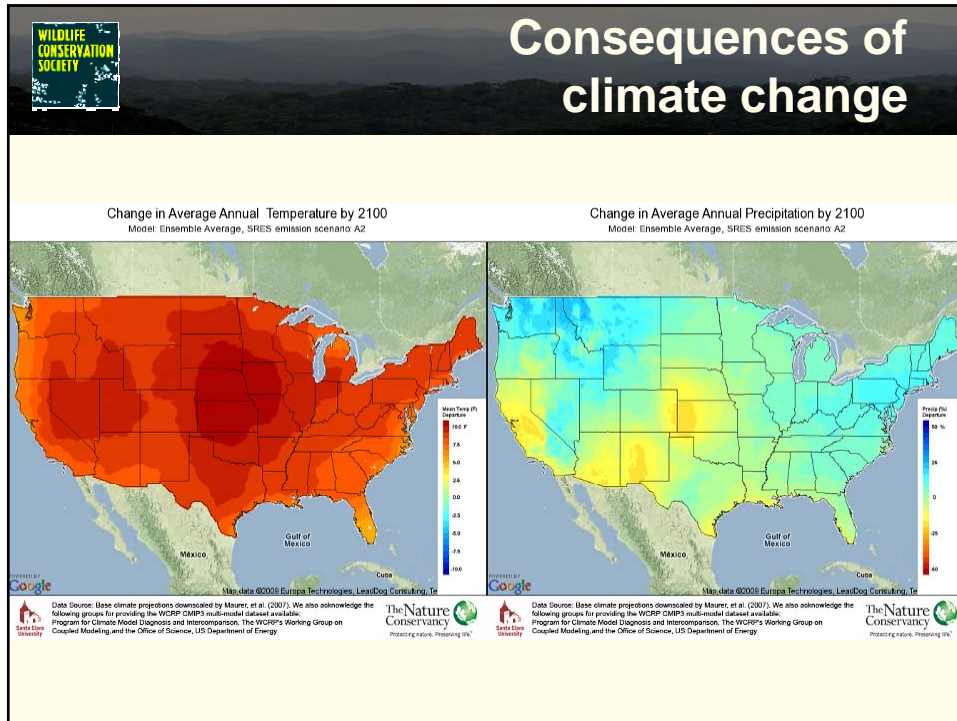 WILDLIFE
CONSERVATION
SOCIETY
Consequences of
climate change
Change in Average Annual Temperature by 2100
Model: Ensemble Average, SRES emission scenario: A2
Mean Temp (F)
Departure
10.0 F
7.5
5.0
2.5
0.0
-2.5
-5.0
-7.5
-10.0
Gulf of
Mexico
México
Cuba
POWERED BY
Google
Map data ©2009 Europa Technologies, LeadDog Consulting, Te
Santa Clara
University
Data Source: Base climate projections downscaled by Maurer, et al. (2007). We also acknowledge the
following groups for providing the WCRP CMIP3 multi-model dataset available:
Program for Climate Model Diagnosis and Intercomparison, The WCRP's Working Group on
Coupled Modeling,and the Office of Science, US Department of Energy
The Nature
Conservancy
Protecting nature. Preserving life.™
Change in Average Annual Precipitation by 2100
Model: Ensemble Average, SRES emission scenario: A2
Precip (%)
Departure
50 %
25
0
-25
-50
Gulf of
Mexico
México
Cuba
POWERED BY
Google
Map data ©2009 Europa Technologies, LeadDog Consulting, Te
Santa Clara
University
Data Source: Base climate projections downscaled by Maurer, et al. (2007). We also acknowledge the
following groups for providing the WCRP CMIP3 multi-model dataset available:
Program for Climate Model Diagnosis and Intercomparison, The WCRP's Working Group on
Coupled Modeling,and the Office of Science, US Department of Energy
The Nature
Conservancy
Protecting nature. Preserving life.™